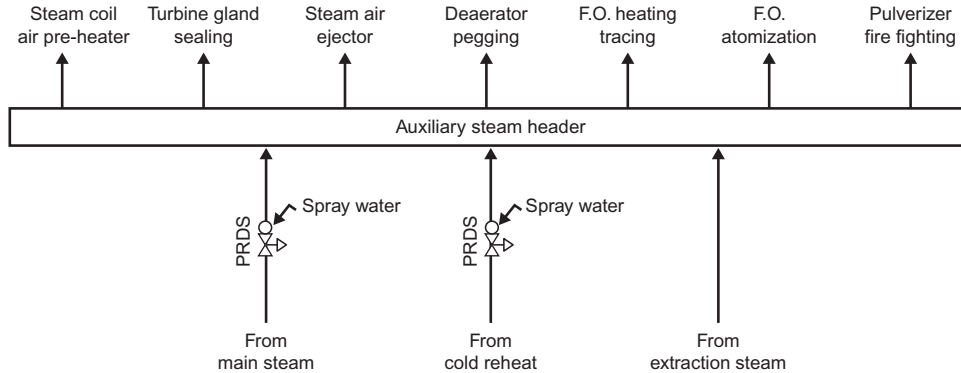 Steam coil
air pre-heater
Turbine gland
sealing
Steam air
ejector
Deaerator
pegging
F.O. heating
tracing
F.O.
atomization
Pulverizer
fire fighting
Auxiliary steam header
PRDS
Spray water
PRDS
Spray water
From
main steam
From
cold reheat
From
extraction steam